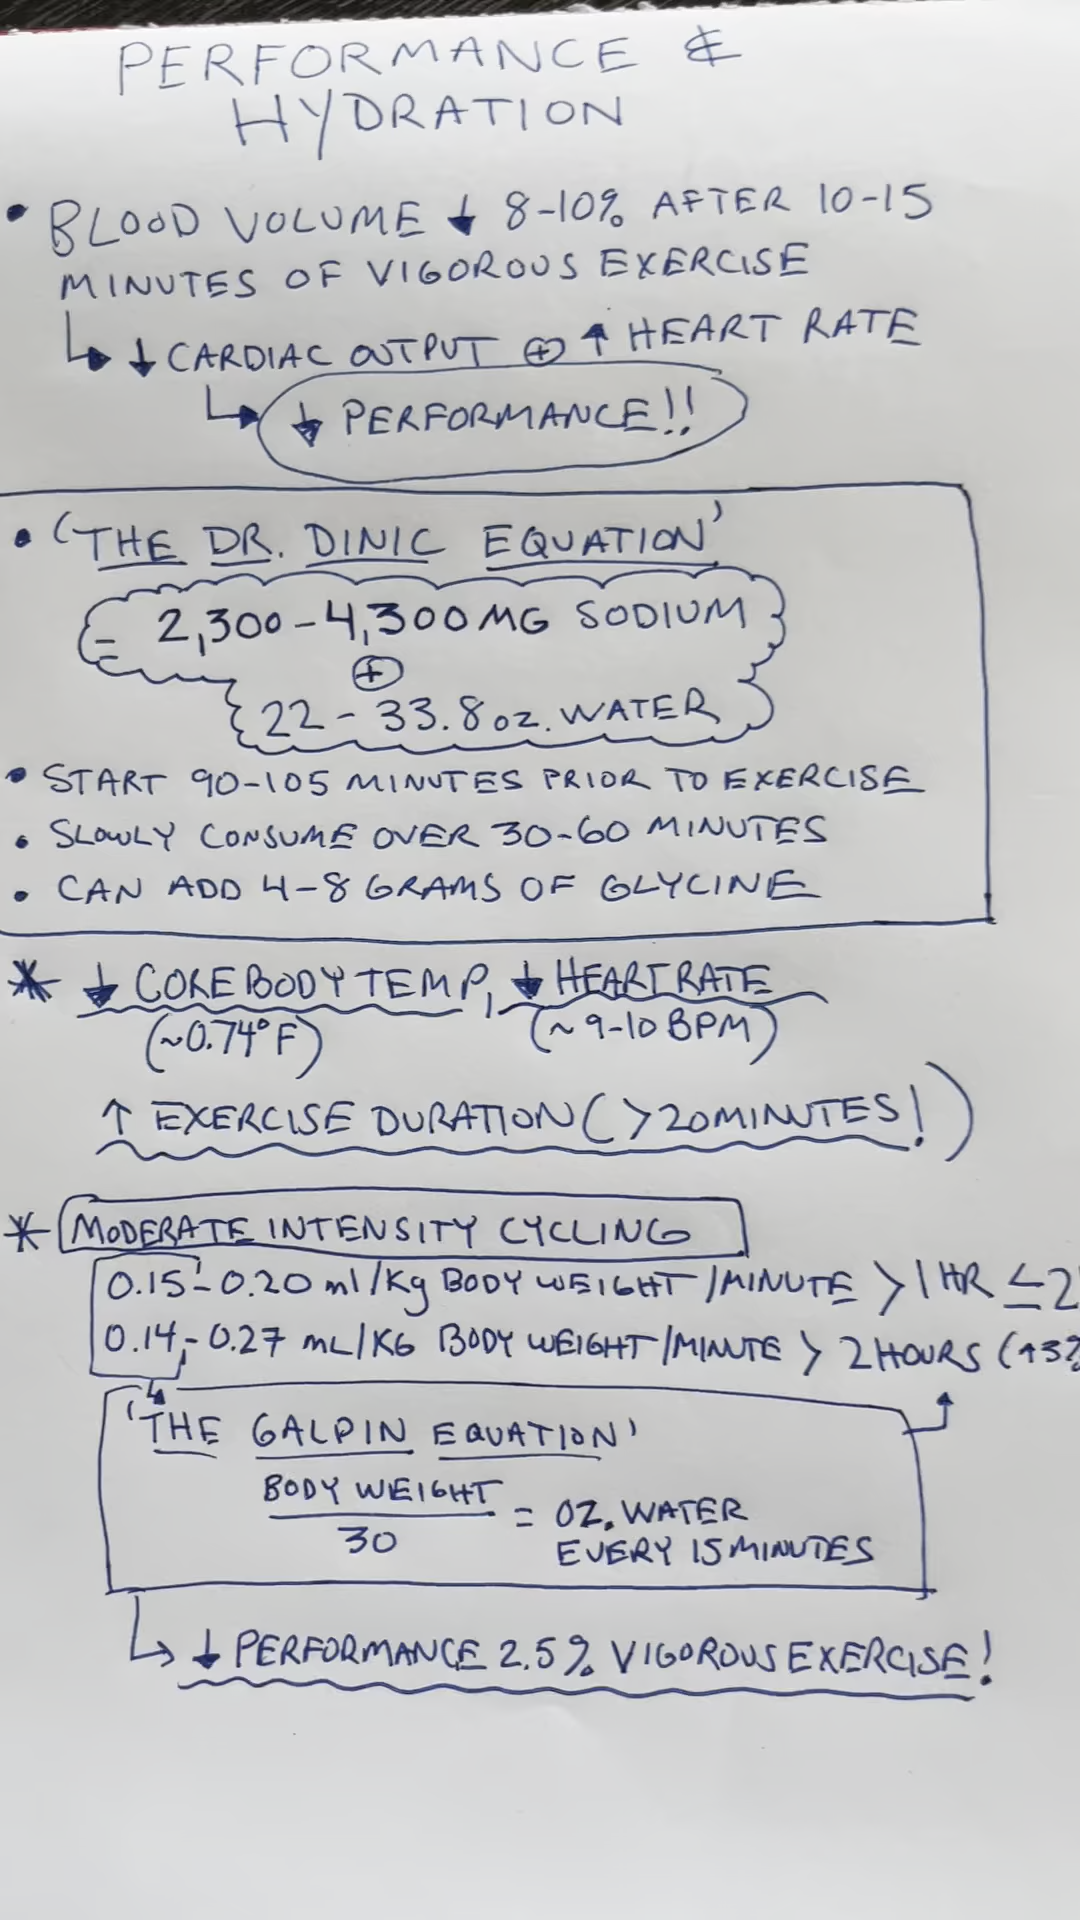 PERFORMANCE &
HYDRATION
• BLOOD VOLUME ↓ 8-10% AFTER 10-15
MINUTES OF VIGOROUS EXERCISE
↳ ↓ CARDIAC OUTPUT ⊕ ↑ HEART RATE
↳ ↓ PERFORMANCE!!
• 'THE DR. DINIC EQUATION'
= 2,300-4,300MG SODIUM
⊕
22-33.8oz. WATER
• START 90-105 MINUTES PRIOR TO EXERCISE
• SLOWLY CONSUME OVER 30-60 MINUTES
• CAN ADD 4-8 GRAMS OF GLYCINE
* ↓ CORE BODY TEMP, ↓ HEART RATE
(~0.74°F) (~9-10 BPM)
↑ EXERCISE DURATION (>20 MINUTES!)
* MODERATE INTENSITY CYCLING
0.15-0.20 ml/Kg BODY WEIGHT/MINUTE > 1 HR ≤2
0.14-0.27 mL/KG BODY WEIGHT/MINUTE > 2 HOURS (↑3%
'THE GALPIN EQUATION'
BODY WEIGHT
30
= OZ. WATER
EVERY 15 MINUTES
↳ ↓ PERFORMANCE 2.5% VIGOROUS EXERCISE!